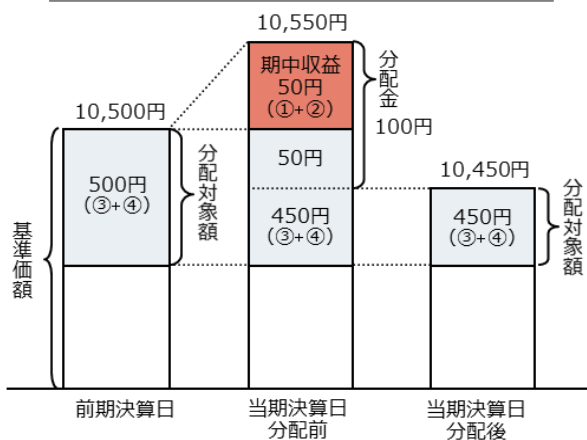 10,550円
期中収益
50円
(①+②)
分配金
100円
10,500円
500円
(③+④)
分配対象額
50円
450円
(③+④)
10,450円
450円
(③+④)
分配対象額
基準価額
前期決算日
当期決算日
分配前
当期決算日
分配後